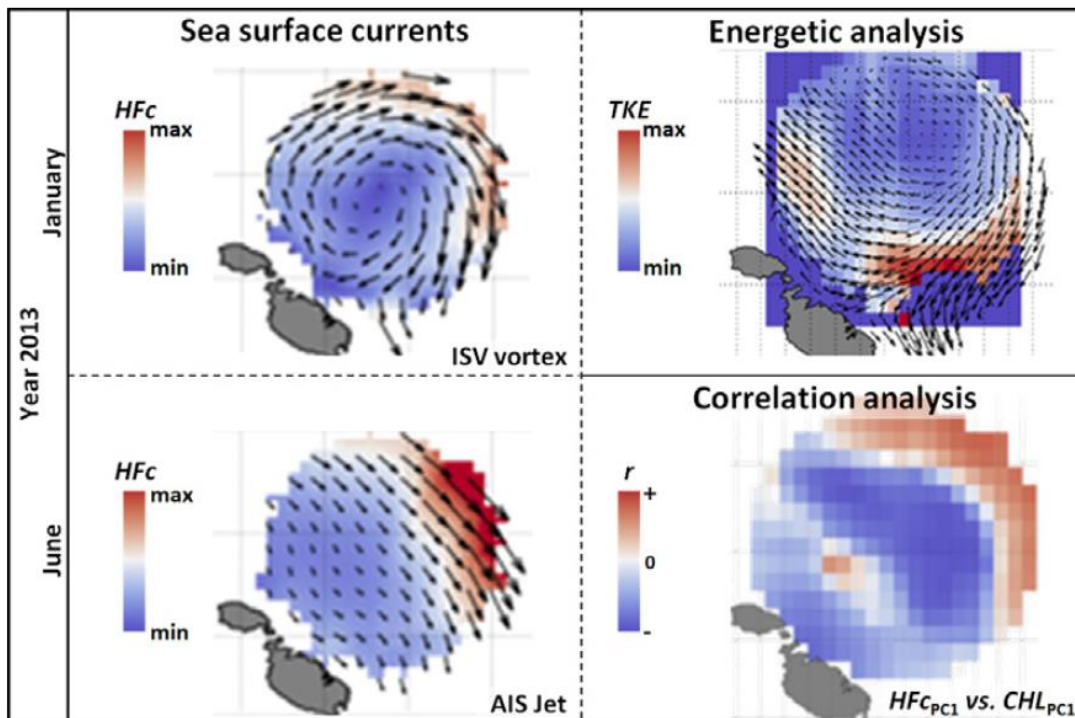 Sea surface currents
Energetic analysis
Year 2013
January
HFc
max
min
ISV vortex
TKE
max
min
June
HFc
max
min
AIS Jet
Correlation analysis
r
+
0
-
HFcPC1 vs. CHLPC1